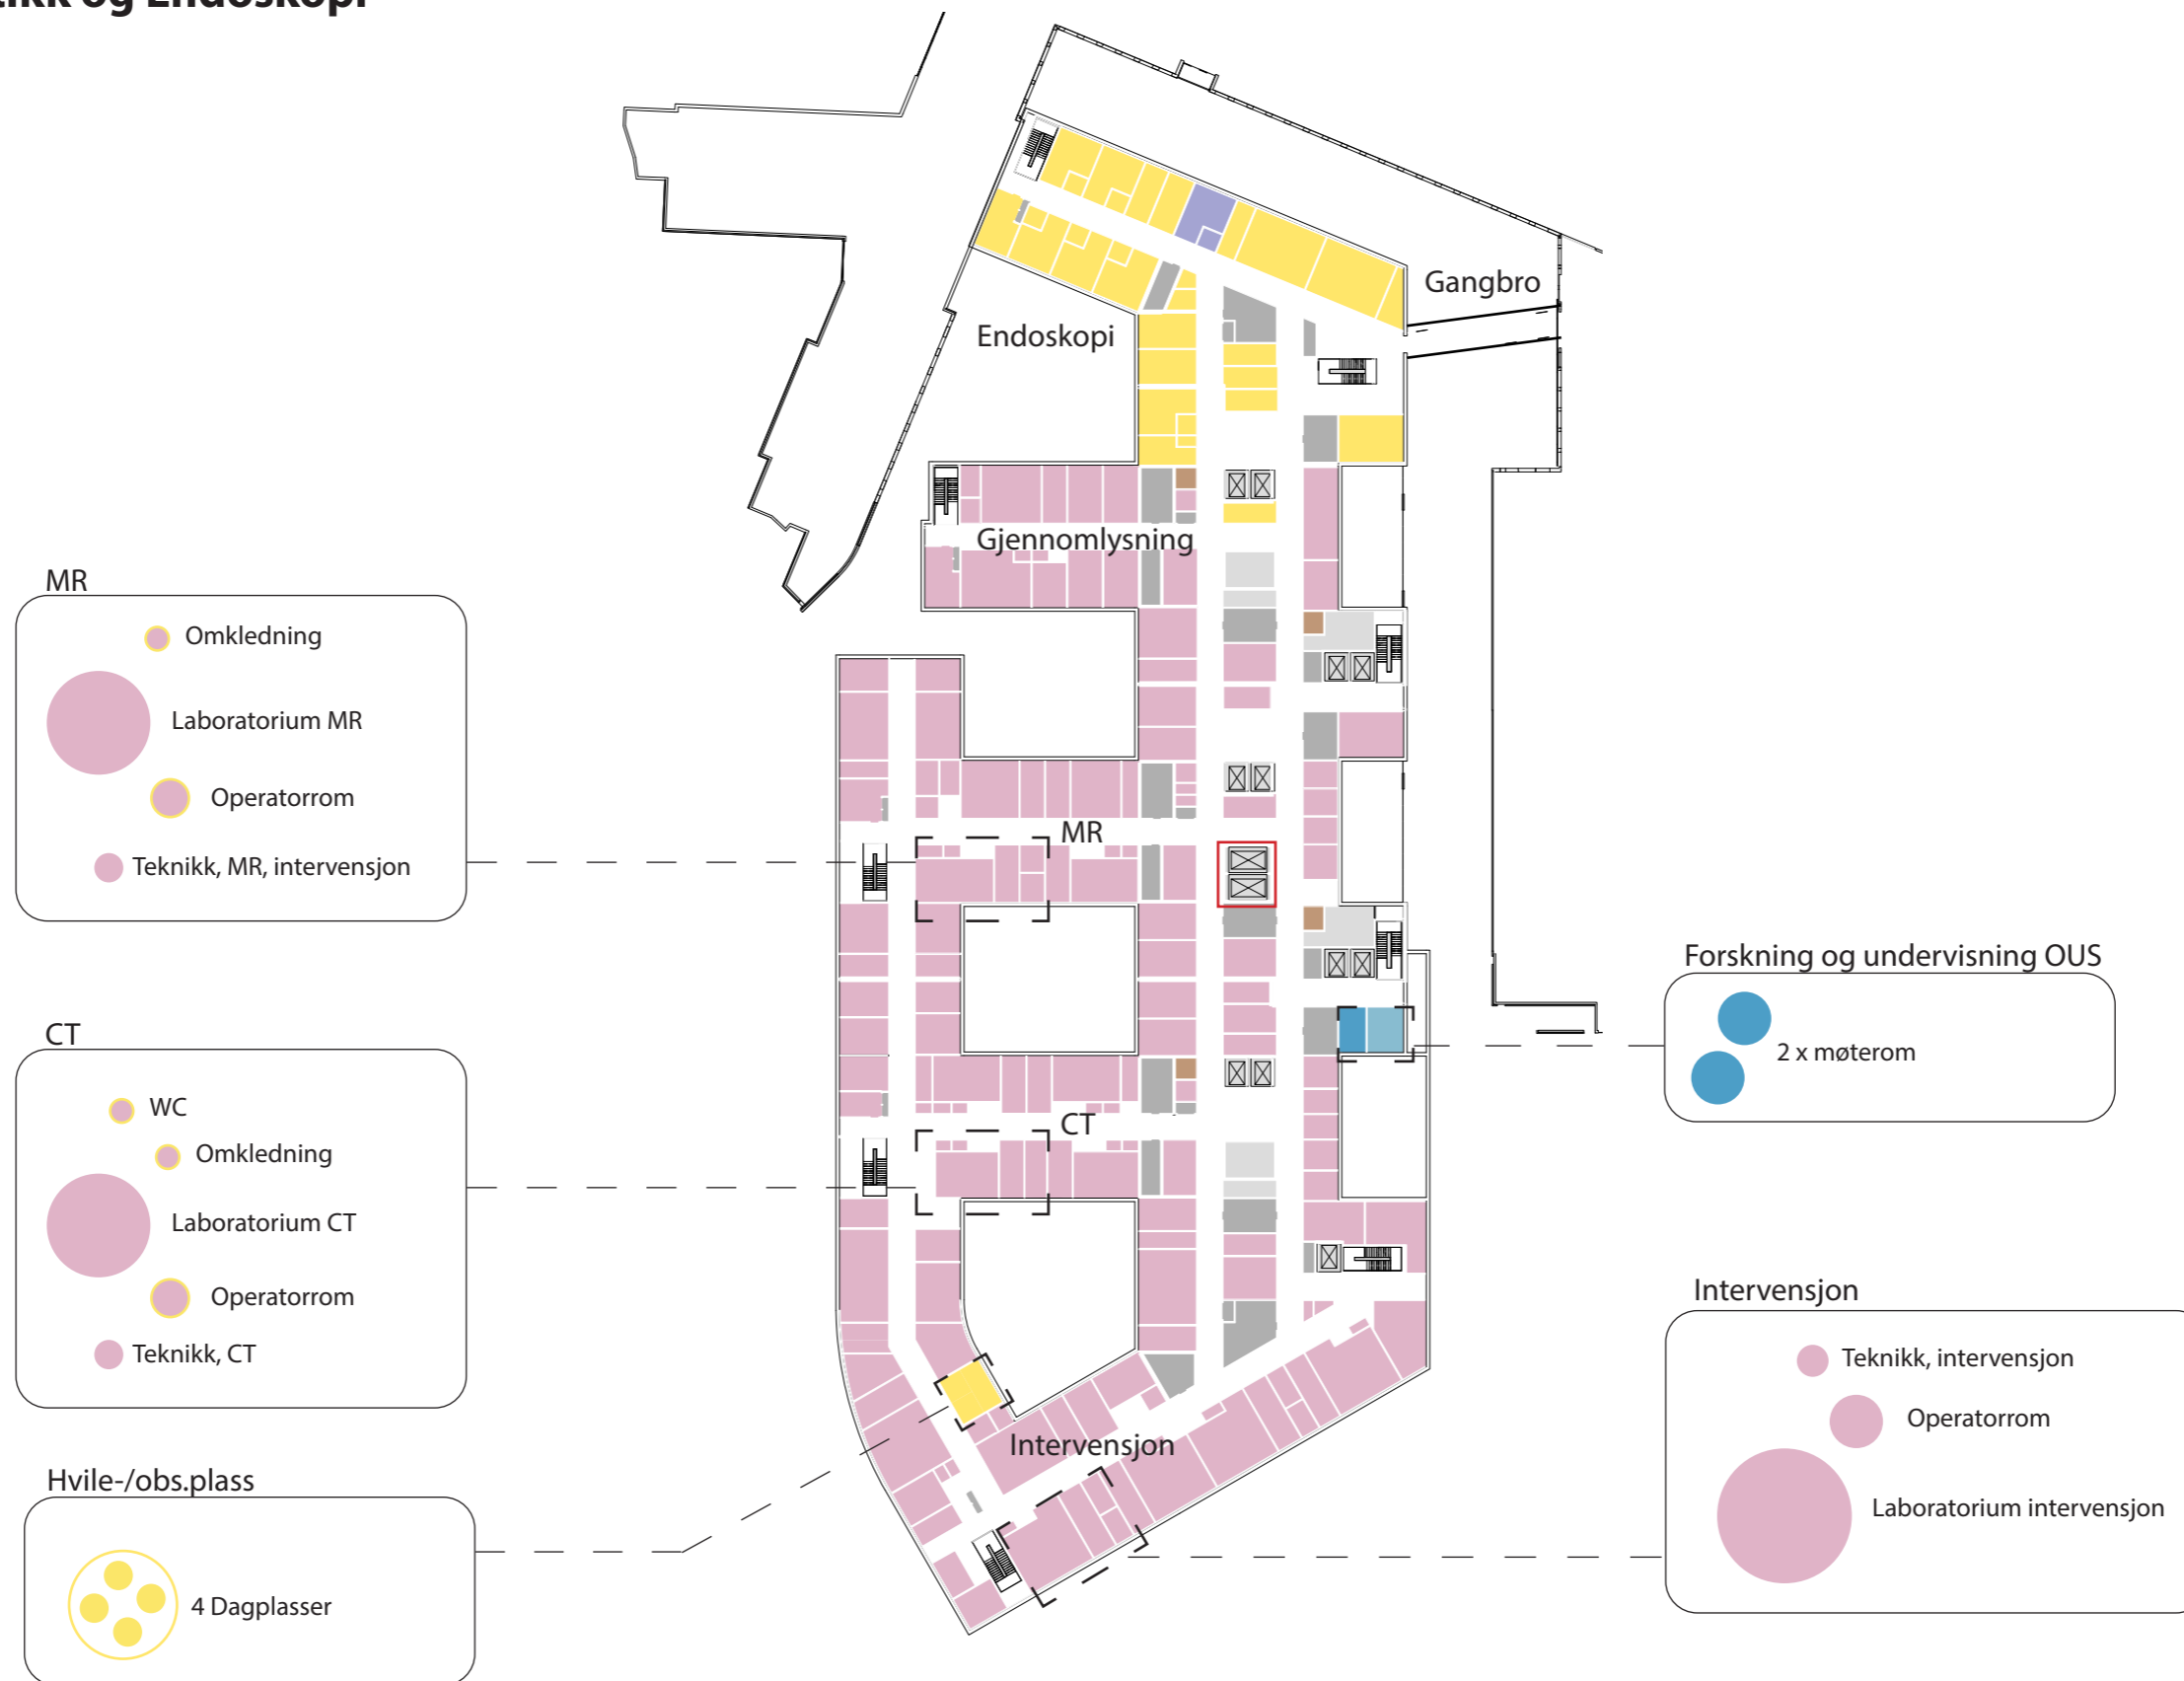 og Endoskopi
Gangbro
Endoskopi
Gjennomlysning
MR
CT
Intervensjon
MR
Omkledning
Laboratorium MR
Operatorrom
Teknikk, MR, intervensjon
CT
WC
Omkledning
Laboratorium CT
Operatorrom
Teknikk, CT
Hvile-/obs.plass
4 Dagplasser
Forskning og undervisning OUS
2 x møterom
Intervensjon
Teknikk, intervensjon
Operatorrom
Laboratorium intervensjon